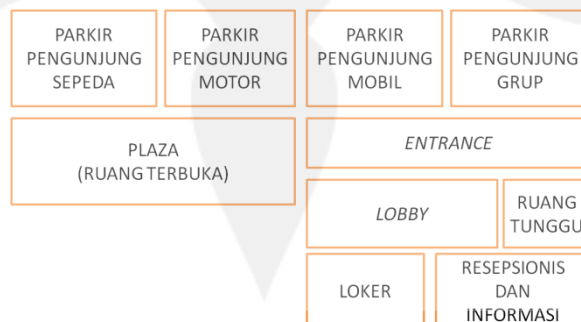 PARKIR
PENGUNJUNG
SEPEDA
PARKIR
PENGUNJUNG
MOTOR
PARKIR
PENGUNJUNG
MOBIL
PARKIR
PENGUNJUNG
GRUP
PLAZA
(RUANG TERBUKA)
ENTRANCE
LOBBY
RUANG
TUNGGU
LOKER
RESEPSIONIS
DAN
INFORMASI